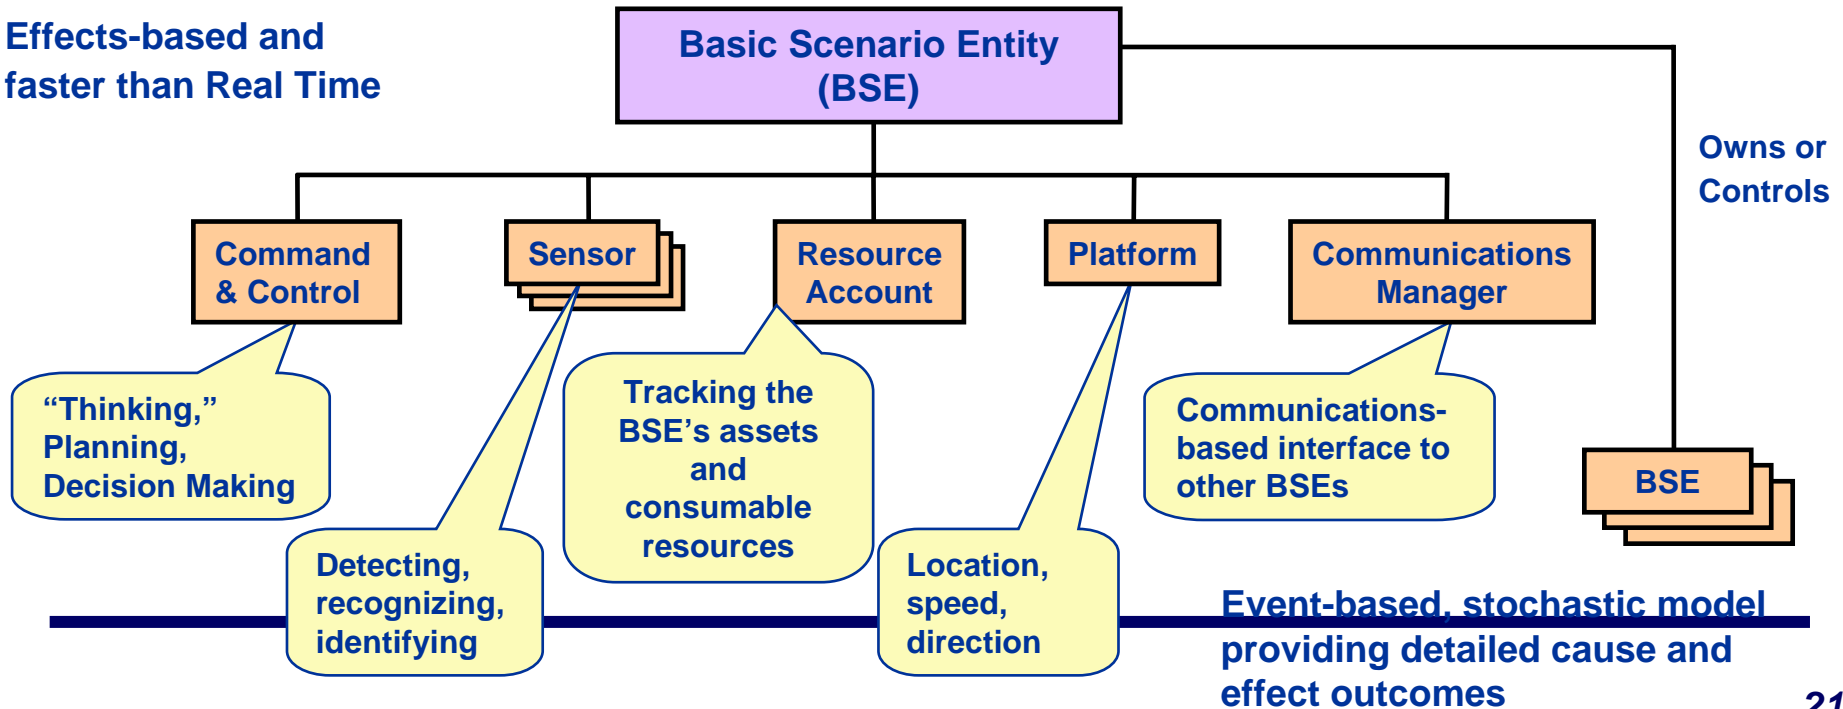 Effects-based and
faster than Real Time
Basic Scenario Entity
(BSE)
Owns or
Controls
Command
& Control
Sensor
Resource
Account
Platform
Communications
Manager
“Thinking,”
Planning,
Decision Making
Detecting,
recognizing,
identifying
Tracking the
BSE’s assets
and
consumable
resources
Location,
speed,
direction
Communications-
based interface to
other BSEs
BSE
Event-based, stochastic model
providing detailed cause and
effect outcomes
21